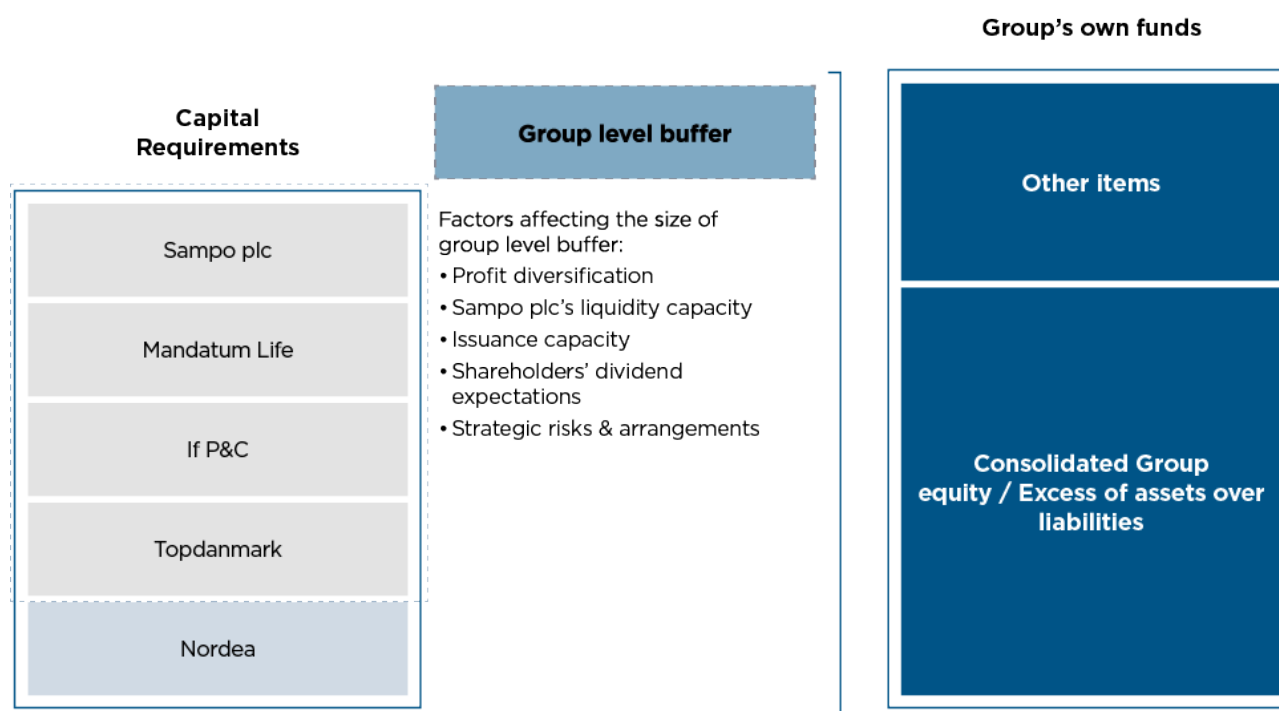 Group's own funds
Capital
Requirements
Group level buffer
Sampo plc
Mandatum Life
If P&C
Topdanmark
Nordea
Factors affecting the size of
group level buffer:
• Profit diversification
• Sampo plc's liquidity capacity
• Issuance capacity
• Shareholders' dividend
expectations
• Strategic risks & arrangements
Other items
Consolidated Group
equity / Excess of assets over
liabilities